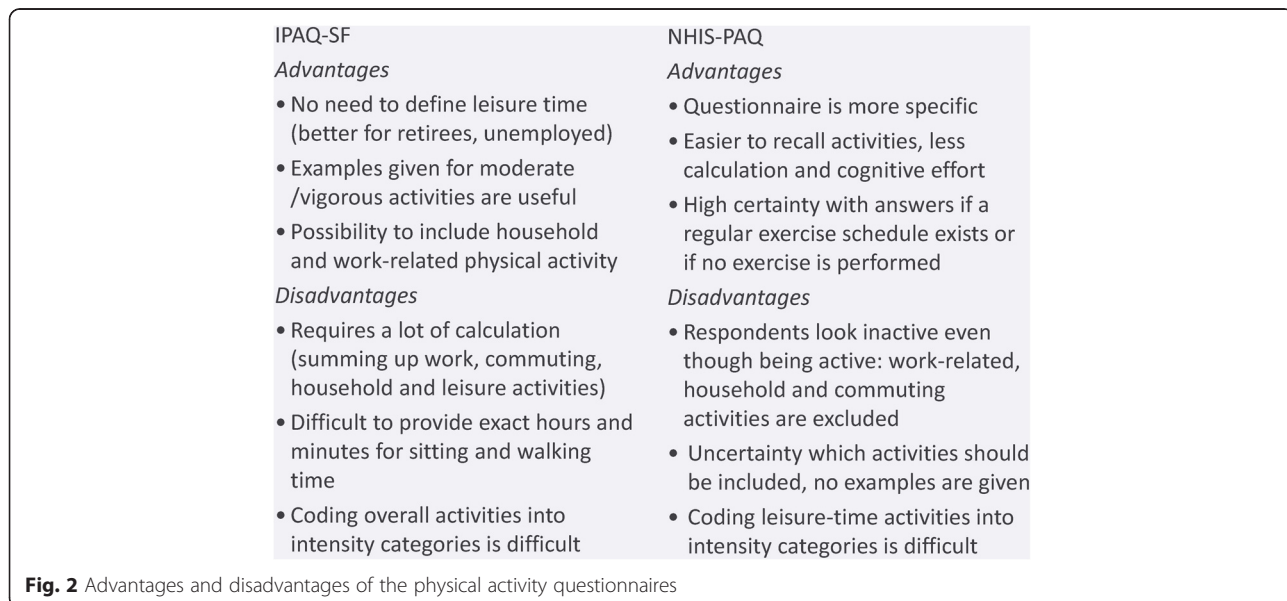 IPAQ-SF
Advantages
• No need to define leisure time
(better for retirees, unemployed)
• Examples given for moderate
/vigorous activities are useful
• Possibility to include household
and work-related physical activity
Disadvantages
• Requires a lot of calculation
(summing up work, commuting,
household and leisure activities)
• Difficult to provide exact hours and
minutes for sitting and walking
time
• Coding overall activities into
intensity categories is difficult
NHIS-PAQ
Advantages
• Questionnaire is more specific
• Easier to recall activities, less
calculation and cognitive effort
• High certainty with answers if a
regular exercise schedule exists or
if no exercise is performed
Disadvantages
• Respondents look inactive even
though being active: work-related,
household and commuting
activities are excluded
• Uncertainty which activities should
be included, no examples are given
• Coding leisure-time activities into
intensity categories is difficult
Fig. 2 Advantages and disadvantages of the physical activity questionnaires